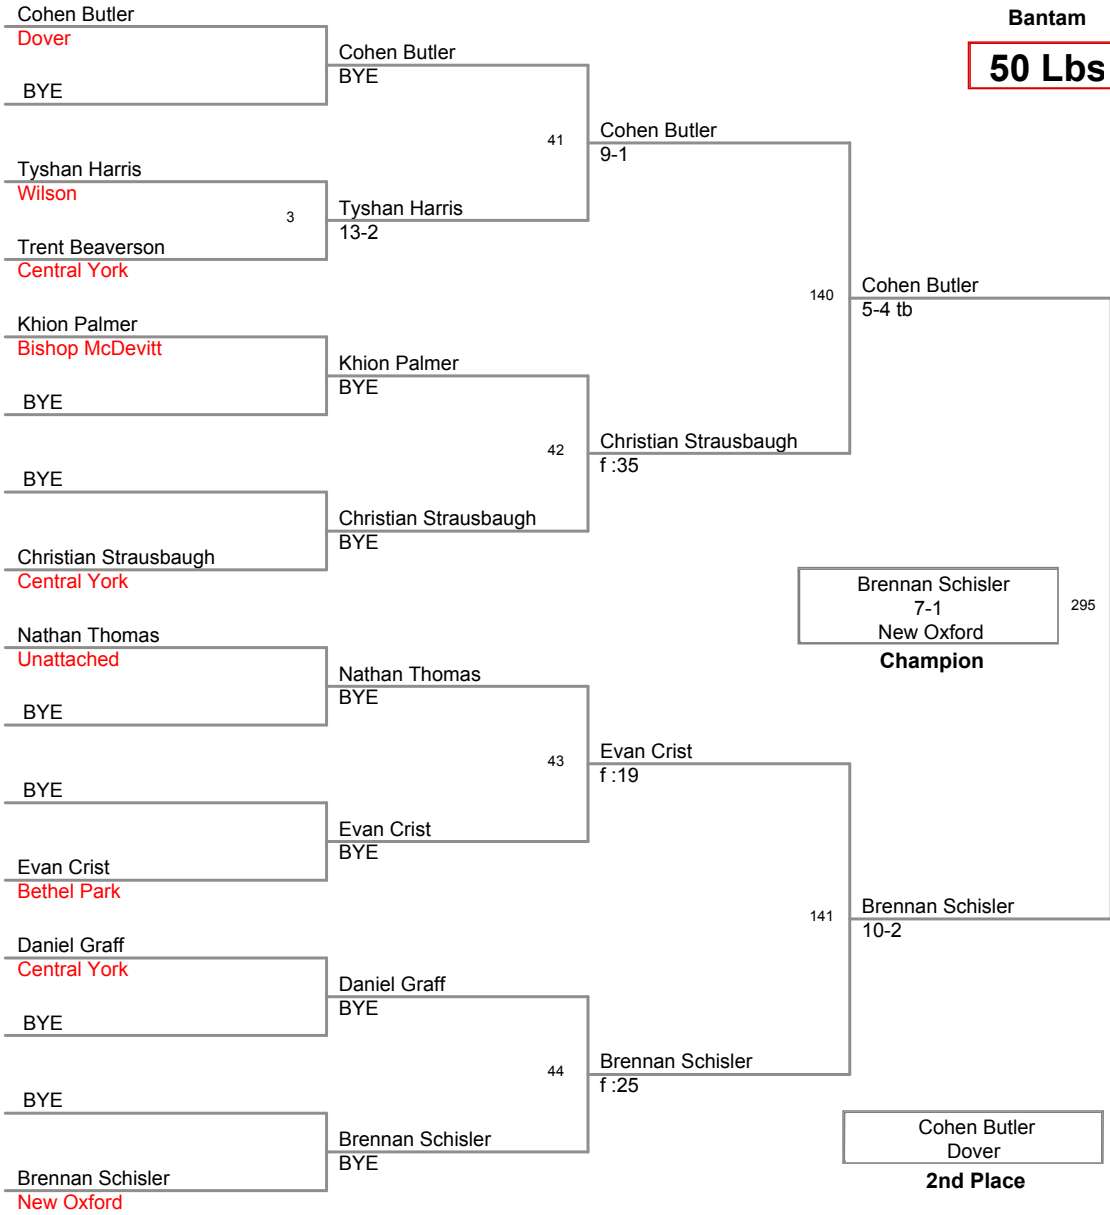 Cohen Butler
Dover
BYE
Tyshan Harris
Wilson
3
Trent Beaverson
Central York
Khion Palmer
Bishop McDevitt
BYE
BYE
Christian Strausbaugh
Central York
Nathan Thomas
Unattached
BYE
BYE
Evan Crist
Bethel Park
Daniel Graff
Central York
BYE
BYE
Brennan Schisler
New Oxford
Cohen Butler
BYE
41
Tyshan Harris
13-2
Khion Palmer
BYE
42
Christian Strausbaugh
BYE
Nathan Thomas
BYE
43
Evan Crist
BYE
Daniel Graff
BYE
44
Brennan Schisler
BYE
Cohen Butler
9-1
140
Christian Strausbaugh
f :35
Evan Crist
f :19
141
Brennan Schisler
f :25
Bantam
50 Lbs
Cohen Butler
5-4 tb
Brennan Schisler
7-1
New Oxford
295
Champion
Brennan Schisler
10-2
Cohen Butler
Dover
2nd Place